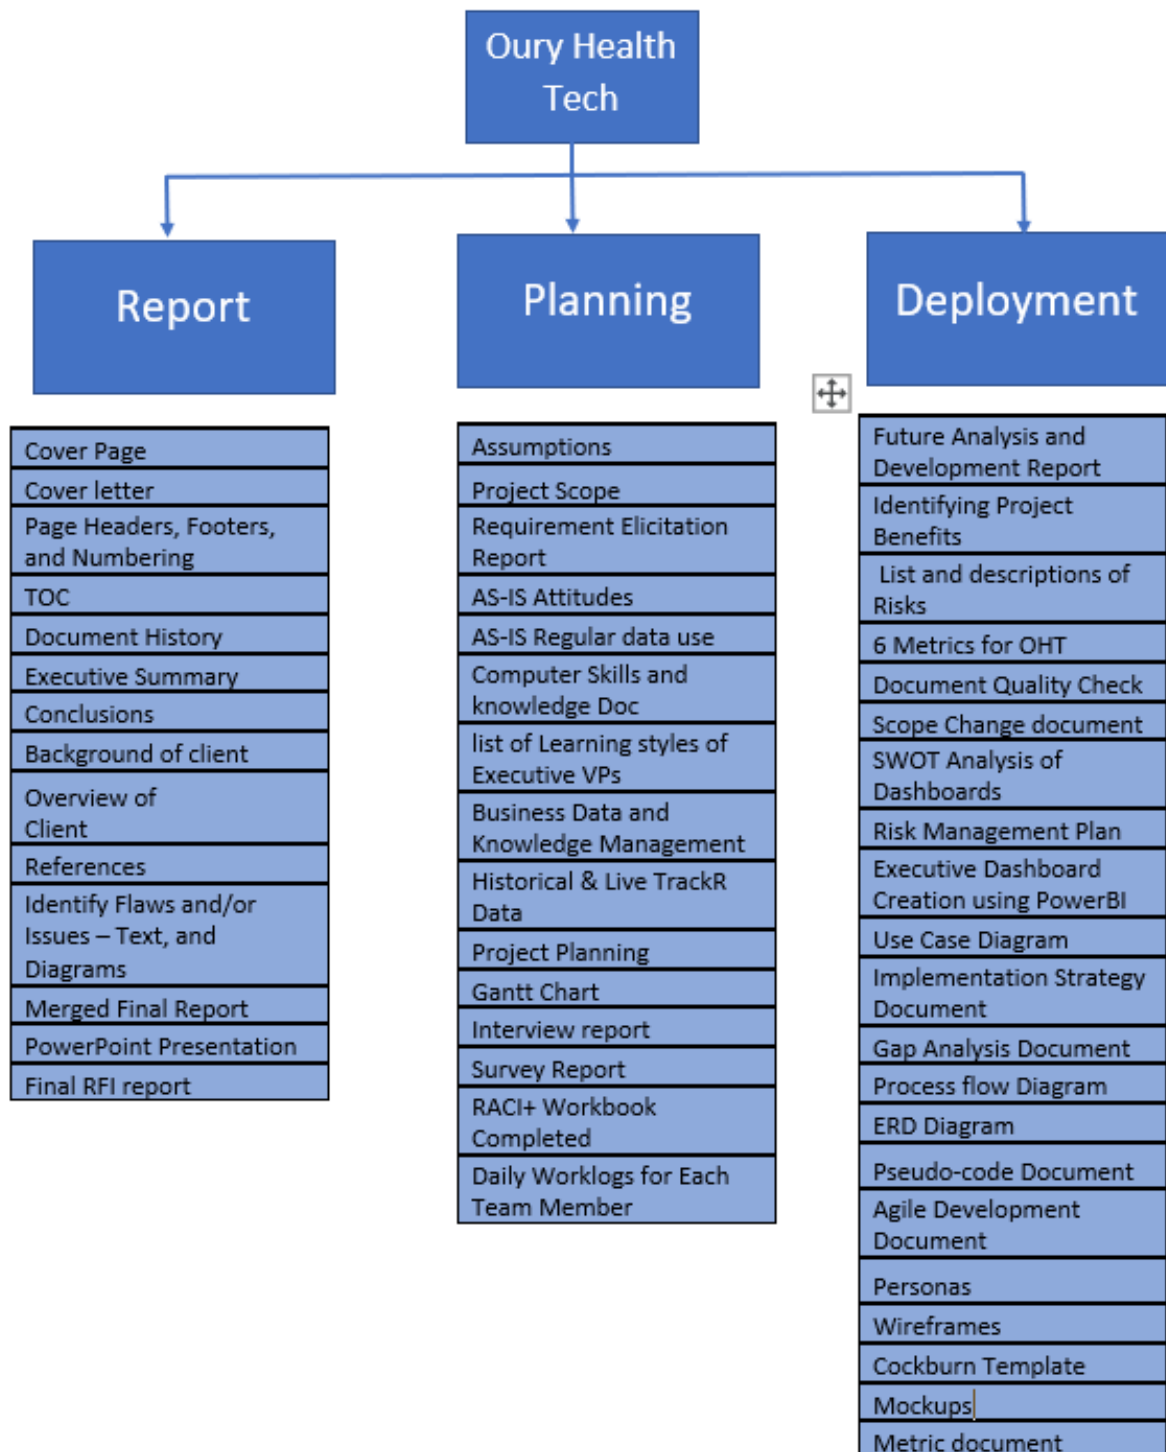 Oury Health
Tech
Report
Planning
Deployment
Cover Page
Cover letter
Page Headers, Footers,
and Numbering
TOC
Document History
Executive Summary
Conclusions
Background of client
Overview of
Client
References
Identify Flaws and/or
Issues – Text, and
Diagrams
Merged Final Report
PowerPoint Presentation
Final RFI report
Assumptions
Project Scope
Requirement Elicitation
Report
AS-IS Attitudes
AS-IS Regular data use
Computer Skills and
knowledge Doc
list of Learning styles of
Executive VPs
Business Data and
Knowledge Management
Historical & Live TrackR
Data
Project Planning
Gantt Chart
Interview report
Survey Report
RACI+ Workbook
Completed
Daily Worklogs for Each
Team Member
Future Analysis and
Development Report
Identifying Project
Benefits
List and descriptions of
Risks
6 Metrics for OHT
Document Quality Check
Scope Change document
SWOT Analysis of
Dashboards
Risk Management Plan
Executive Dashboard
Creation using PowerBI
Use Case Diagram
Implementation Strategy
Document
Gap Analysis Document
Process flow Diagram
ERD Diagram
Pseudo-code Document
Agile Development
Document
Personas
Wireframes
Cockburn Template
Mockups
Metric document